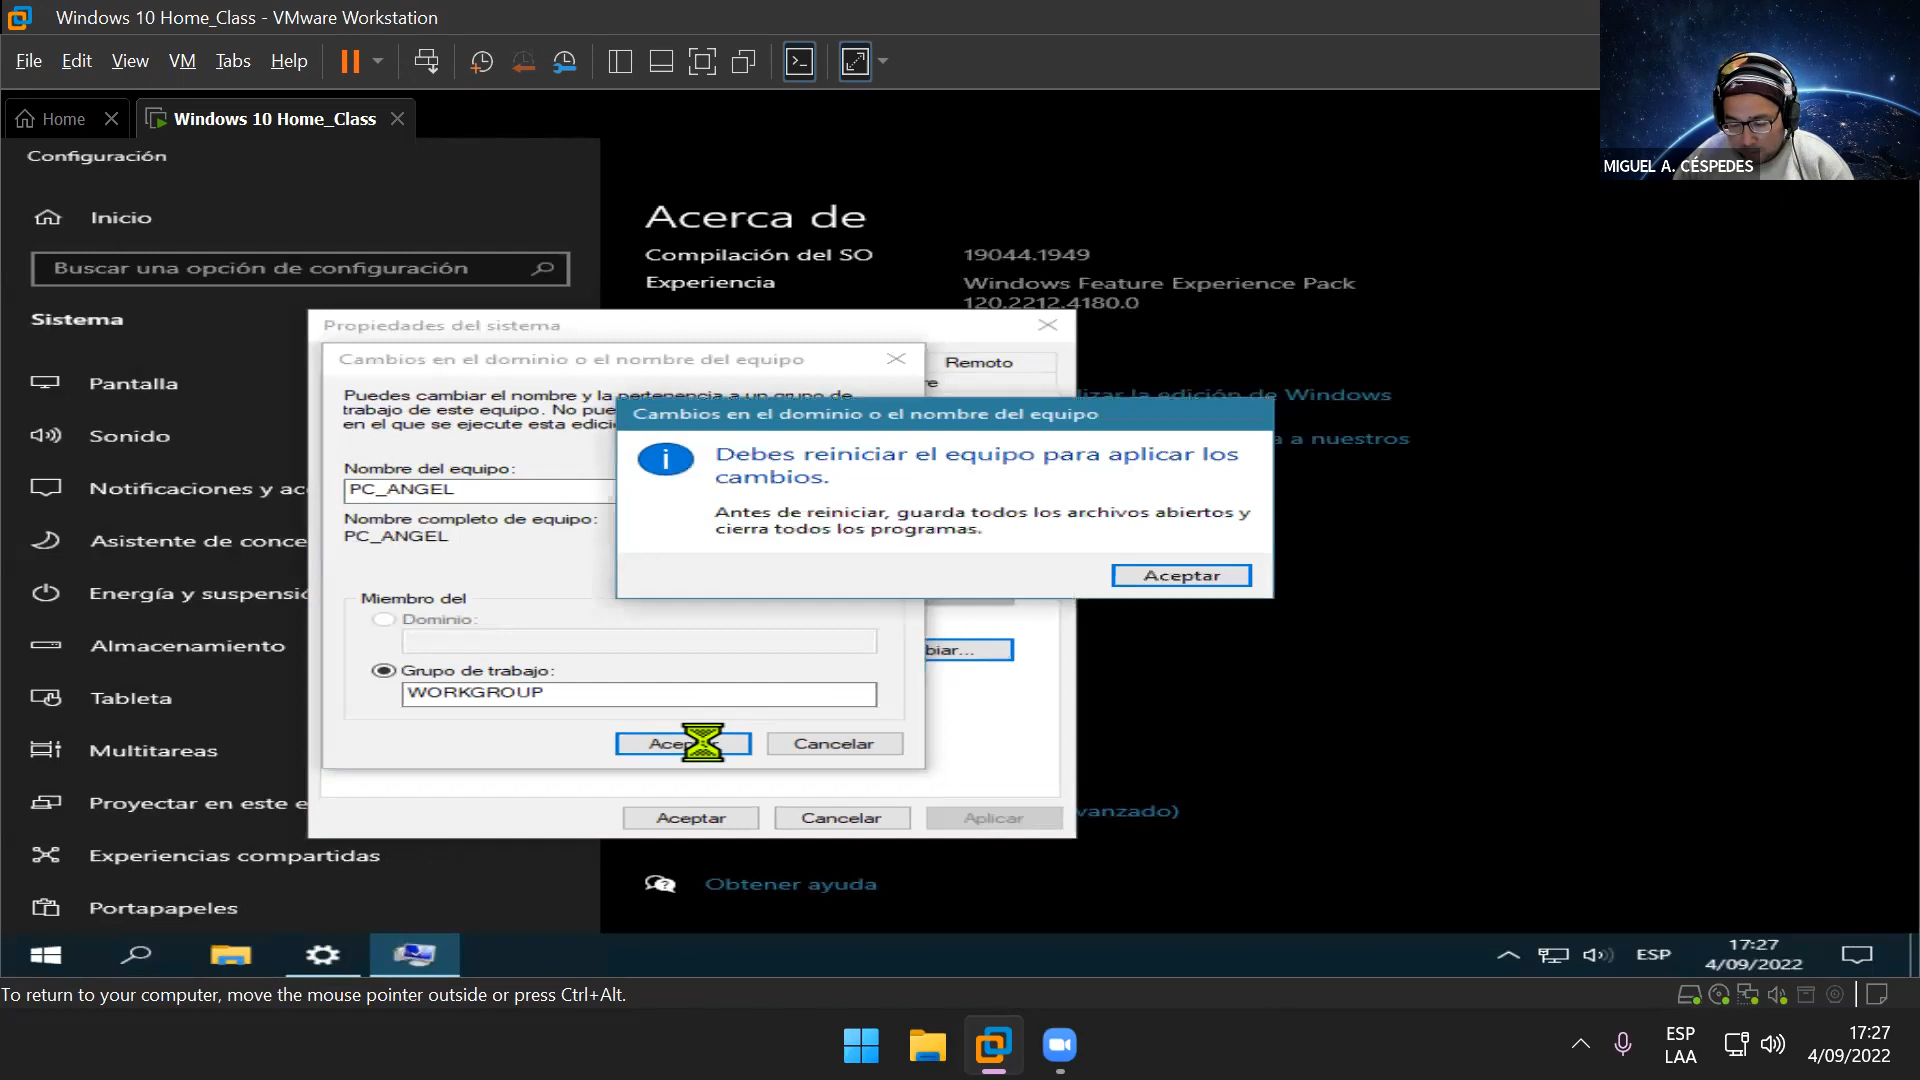 Windows 10 Home_Class - VMware Workstation
File Edit View VM Tabs Help
Home
Windows 10 Home_Class
MIGUEL A. CÉSPEDES
Configuración
Inicio
Buscar una opción de configuración
Sistema
Pantalla
Sonido
Notificaciones y ac
Asistente de conce
Energía y suspensi
Almacenamiento
Tableta
Multitareas
Proyectar en este e
Experiencias compartidas
Portapapeles
Acerca de
Compilación del SO 19044.1949
Experiencia Windows Feature Experience Pack
120.2212.4180.0
lizar la edición de Windows
a a nuestros
vanzado)
Obtener ayuda
Propiedades del sistema
Remoto
re
Cambios en el dominio o el nombre del equipo
Puedes cambiar el nombre y la pertenencia a un grupo de
trabajo de este equipo. No pue
en el que se ejecute esta edici
Nombre del equipo:
PC_ANGEL
Nombre completo de equipo:
PC_ANGEL
Miembro del
Dominio:
Grupo de trabajo:
WORKGROUP
Cancelar
biar...
Aceptar Cancelar Aplicar
Cambios en el dominio o el nombre del equipo
Debes reiniciar el equipo para aplicar los
cambios.
Antes de reiniciar, guarda todos los archivos abiertos y
cierra todos los programas.
Aceptar
ESP
17:27
4/09/2022
To return to your computer, move the mouse pointer outside or press Ctrl+Alt.
ESP
LAA
17:27
4/09/2022